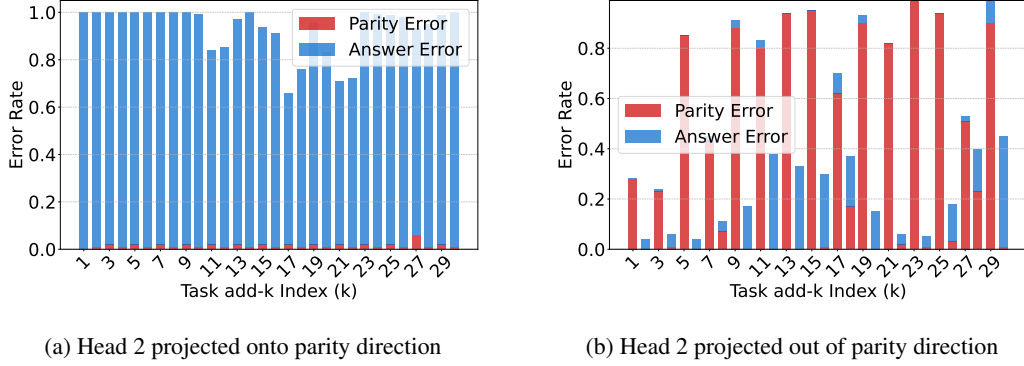 1.0
0.8
0.6
0.4
0.2
0.0
Error Rate
Parity Error
Answer Error
1 3 5 7 9 11 13 15 17 19 21 23 25 27 29
Task add-k Index (k)
(a) Head 2 projected onto parity direction
0.8
0.6
0.4
0.2
0.0
Error Rate
Parity Error
Answer Error
1 3 5 7 9 11 13 15 17 19 21 23 25 27 29
Task add-k Index (k)
(b) Head 2 projected out of parity direction